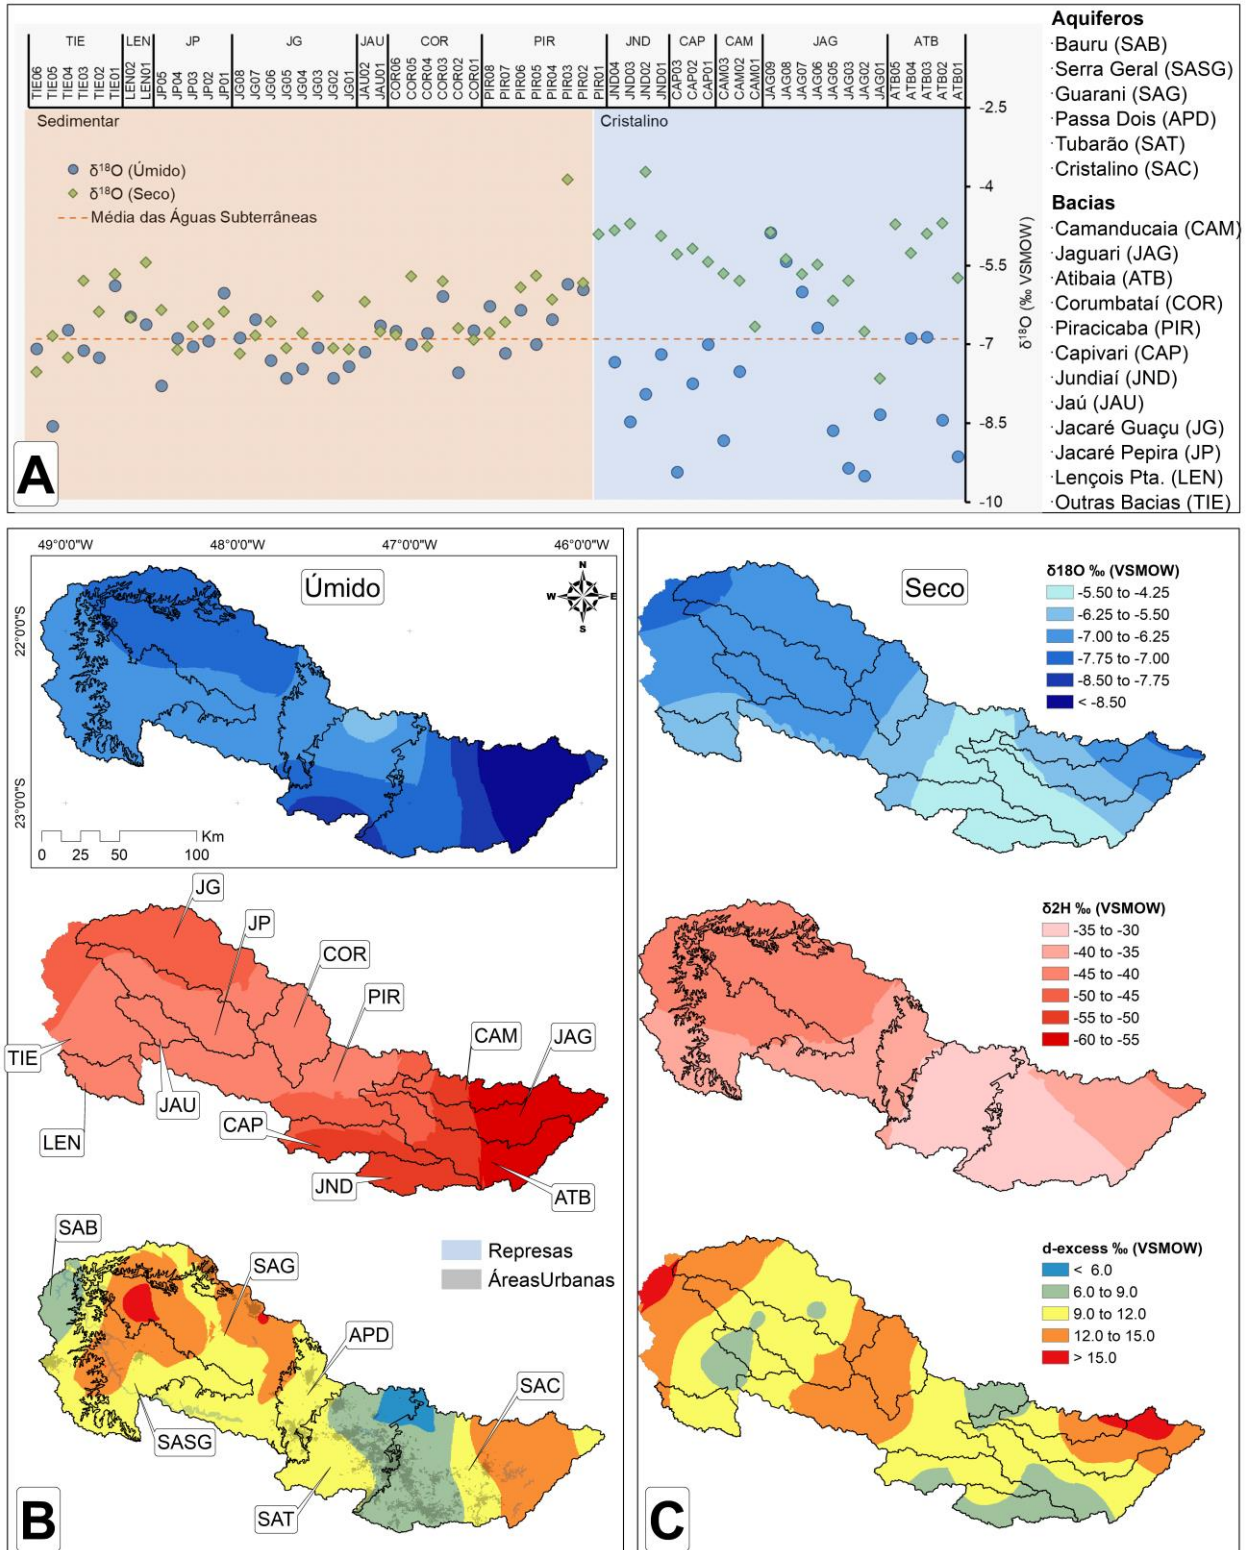 TIE LEN JP JG JAU COR PIR JND CAP CAM JAG ATB
TIE06 TIE05 TIE04 TIE03 TIE02 TIE01 LEN02 LEN01 JP05 JP04 JP03 JP02 JP01 JG08 JG07 JG06 JG05 JG04 JG03 JG02 JG01 JAU02 JAU01 COR06 COR05 COR04 COR03 COR02 COR01 PIR08 PIR07 PIR06 PIR05 PIR04 PIR03 PIR02 PIR01 JND04 JND03 JND02 JND01 CAP03 CAP02 CAP01 CAM03 CAM02 CAM01 JAG09 JAG08 JAG07 JAG06 JAG05 JAG03 JAG02 JAG01 ATB05 ATB04 ATB03 ATB02 ATB01
Sedimentar
Cristalino
δ¹⁸O (Úmido)
δ¹⁸O (Seco)
Média das Águas Subterrâneas
-2.5
-4
-5.5
-7
-8.5
-10
δ¹⁸O (‰ VSMOW)
A
Aquiferos
·Bauru (SAB)
·Serra Geral (SASG)
·Guarani (SAG)
·Passa Dois (APD)
·Tubarão (SAT)
·Cristalino (SAC)
Bacias
·Camanducaia (CAM)
·Jaguari (JAG)
·Atibaia (ATB)
·Corumbataí (COR)
·Piracicaba (PIR)
·Capivari (CAP)
·Jundiaí (JND)
·Jaú (JAU)
·Jacaré Guaçu (JG)
·Jacaré Pepira (JP)
·Lençois Pta. (LEN)
·Outras Bacias (TIE)
49°0'0"W 48°0'0"W 47°0'0"W 46°0'0"W
22°0'0"S
23°0'0"S
Úmido
N
W E
S
Km
0 25 50 100
JG
JP
COR
PIR
CAM
JAG
TIE
JAU
LEN
CAP
JND
ATB
SAB
SAG
APD
SAC
SASG
SAT
Represas
ÁreasUrbanas
B
Seco
δ18O ‰ (VSMOW)
-5.50 to -4.25
-6.25 to -5.50
-7.00 to -6.25
-7.75 to -7.00
-8.50 to -7.75
< -8.50
δ2H ‰ (VSMOW)
-35 to -30
-40 to -35
-45 to -40
-50 to -45
-55 to -50
-60 to -55
d-excess ‰ (VSMOW)
< 6.0
6.0 to 9.0
9.0 to 12.0
12.0 to 15.0
> 15.0
C